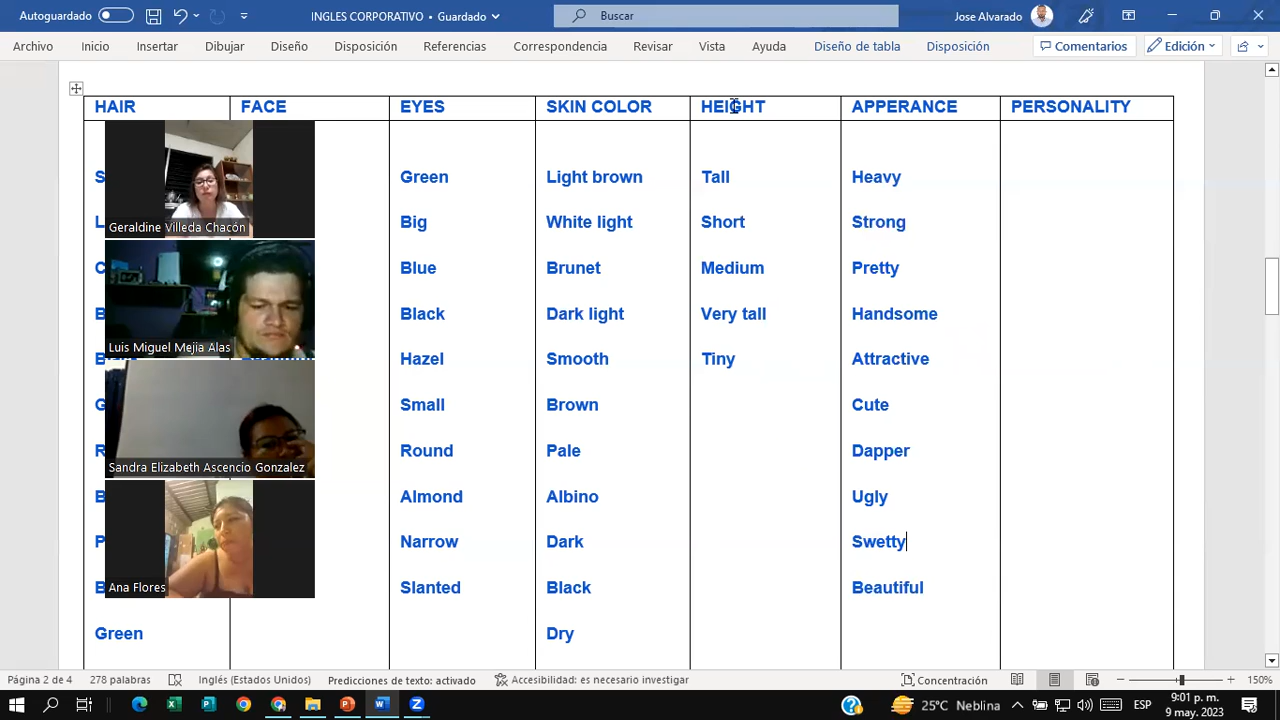 Autoguardado INGLES CORPORATIVO • Guardado Buscar Jose Alvarado
Archivo Inicio Insertar Dibujar Diseño Disposición Referencias Correspondencia Revisar Vista Ayuda Diseño de tabla Disposición Comentarios Edición
HAIR FACE EYES SKIN COLOR HEIGHT APPERANCE PERSONALITY
S Green Light brown Tall Heavy
Geraldine Villeda Chacón
L Big White light Short Strong
C Blue Brunet Medium Pretty
B Black Dark light Very tall Handsome
Luis Miguel Mejia Alas
Hazel Smooth Tiny Attractive
G Small Brown Cute
R Round Pale Dapper
Sandra Elizabeth Ascencio Gonzalez
B Almond Albino Ugly
P Narrow Dark Swetty
B Slanted Black Beautiful
Ana Flores
Green Dry
Página 2 de 4 278 palabras Inglés (Estados Unidos) Predicciones de texto: activado Accesibilidad: es necesario investigar Concentración 150%
25°C Neblina ESP 9:01 p. m.
9 may. 2023